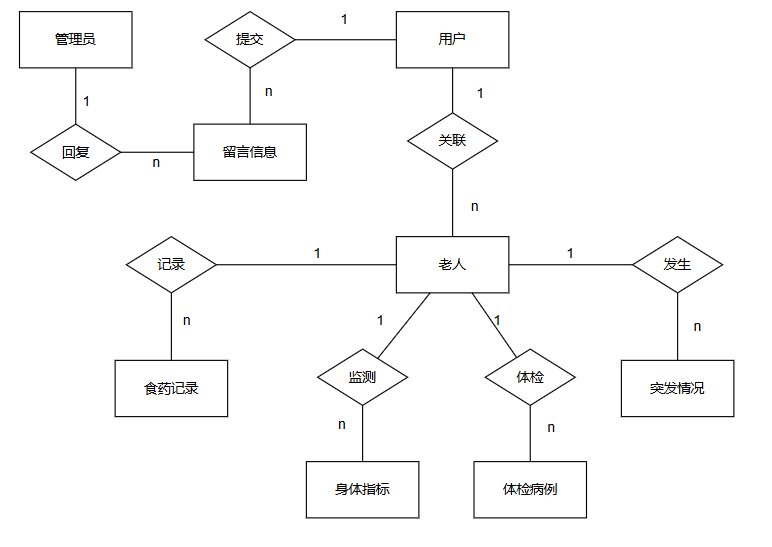 管理员
提交
1
用户
1
n
1
回复
n
留言信息
关联
n
记录
1
老人
1
发生
n
1
1
n
食药记录
监测
体检
突发情况
n
n
身体指标
体检病例